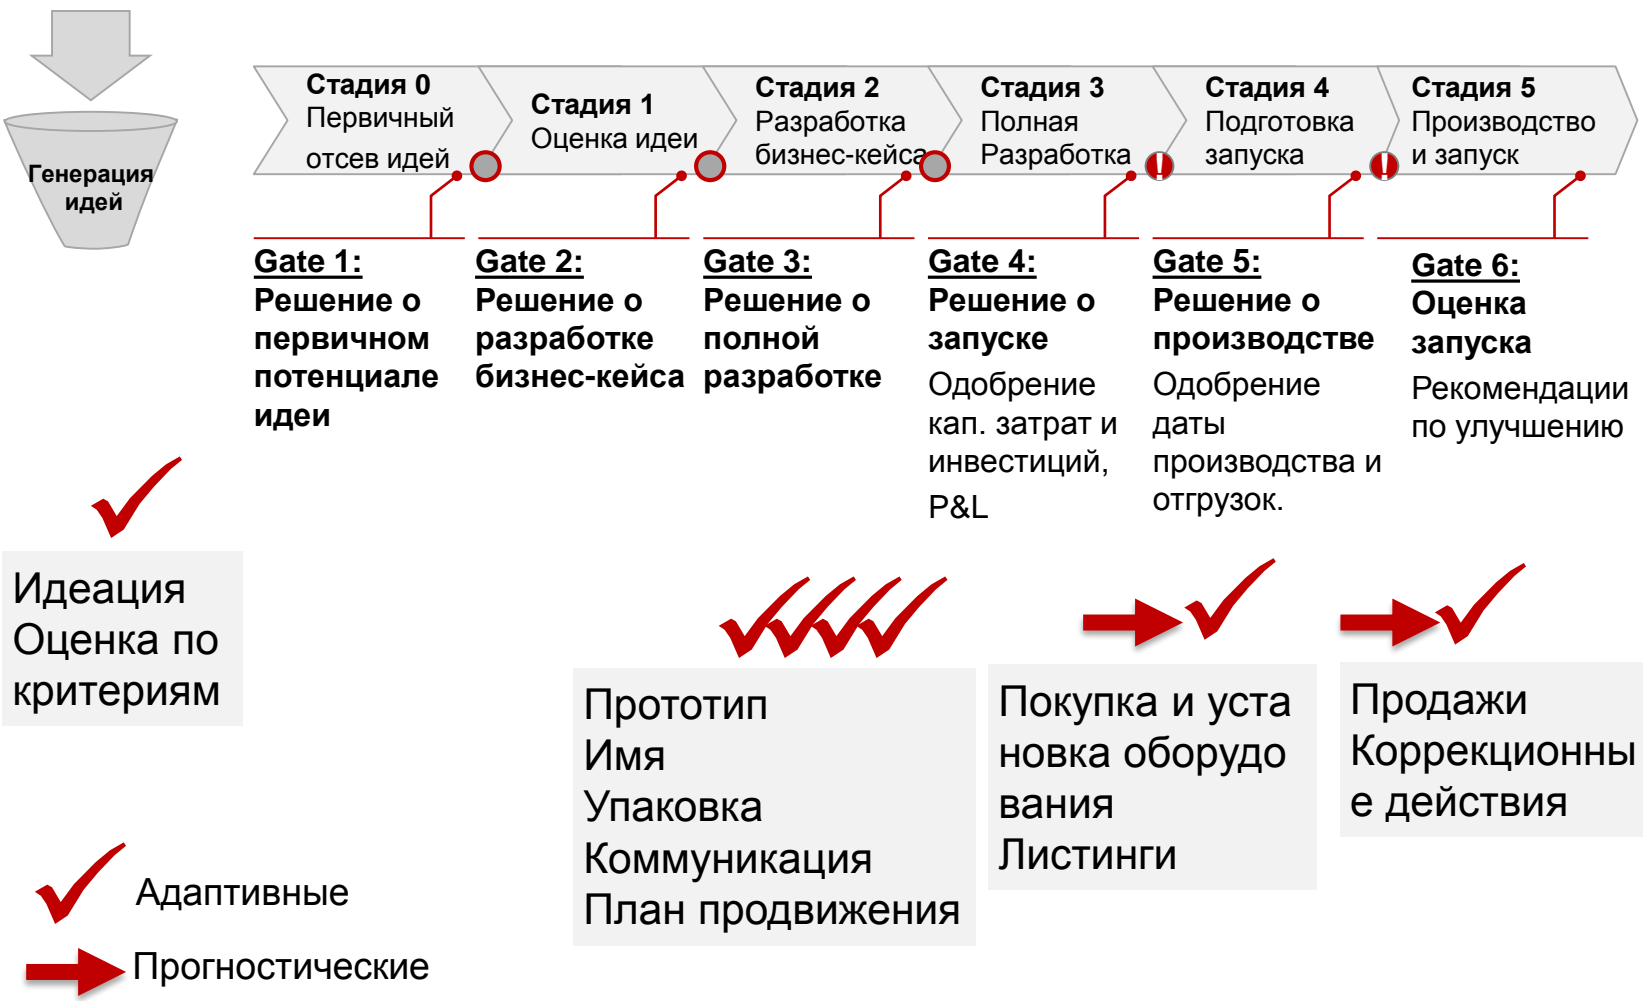 Генерация
идей
Стадия 0
Первичный
отсев идей
Стадия 1
Оценка идеи
Стадия 2
Разработка
бизнес-кейса
Стадия 3
Полная
Разработка
Стадия 4
Подготовка
запуска
Стадия 5
Производство
и запуск
Gate 1:
Решение о
первичном
потенциале
идеи
Gate 2:
Решение о
разработке
бизнес-кейса
Gate 3:
Решение о
полной
разработке
Gate 4:
Решение о
запуске
Одобрение
кап. затрат и
инвестиций,
P&L
Gate 5:
Решение о
производстве
Одобрение
даты
производства и
отгрузок.
Gate 6:
Оценка
запуска
Рекомендации
по улучшению
Идеация
Оценка по
критериям
Прототип
Имя
Упаковка
Коммуникация
План продвижения
Покупка и уста
новка оборудо
вания
Листинги
Продажи
Коррекционны
е действия
Адаптивные
Прогностические